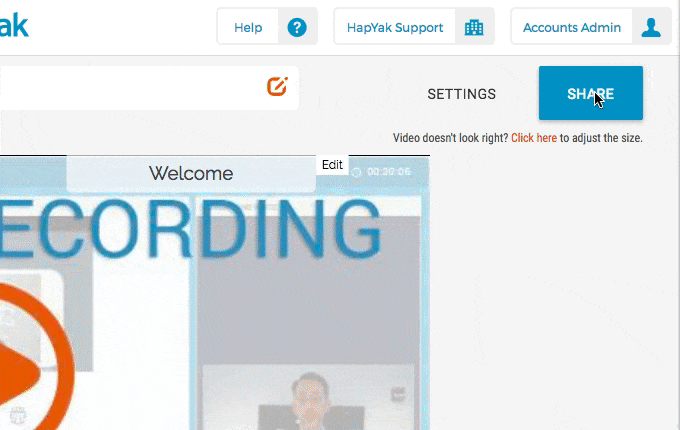 ak
Help ?
HapYak Support
Accounts Admin
SETTINGS
SHARE
Video doesn't look right? Click here to adjust the size.
Welcome
Edit
00:30:06
ECORDING